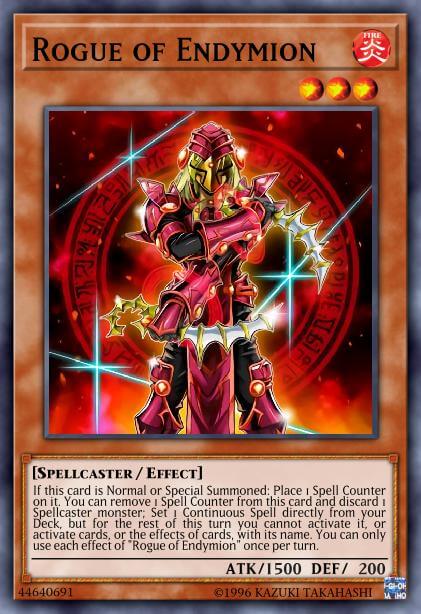 ROGUE OF ENDYMION
FIRE
炎
[SPELLCASTER / EFFECT]
If this card is Normal or Special Summoned: Place 1 Spell Counter
on it. You can remove 1 Spell Counter from this card and discard 1
Spellcaster monster; Set 1 Continuous Spell directly from your
Deck, but for the rest of this turn you cannot activate it, or
activate cards, or the effects of cards, with its name. You can only
use each effect of "Rogue of Endymion" once per turn.
ATK/1500 DEF/ 200
44640691
©1996 KAZUKI TAKAHASHI